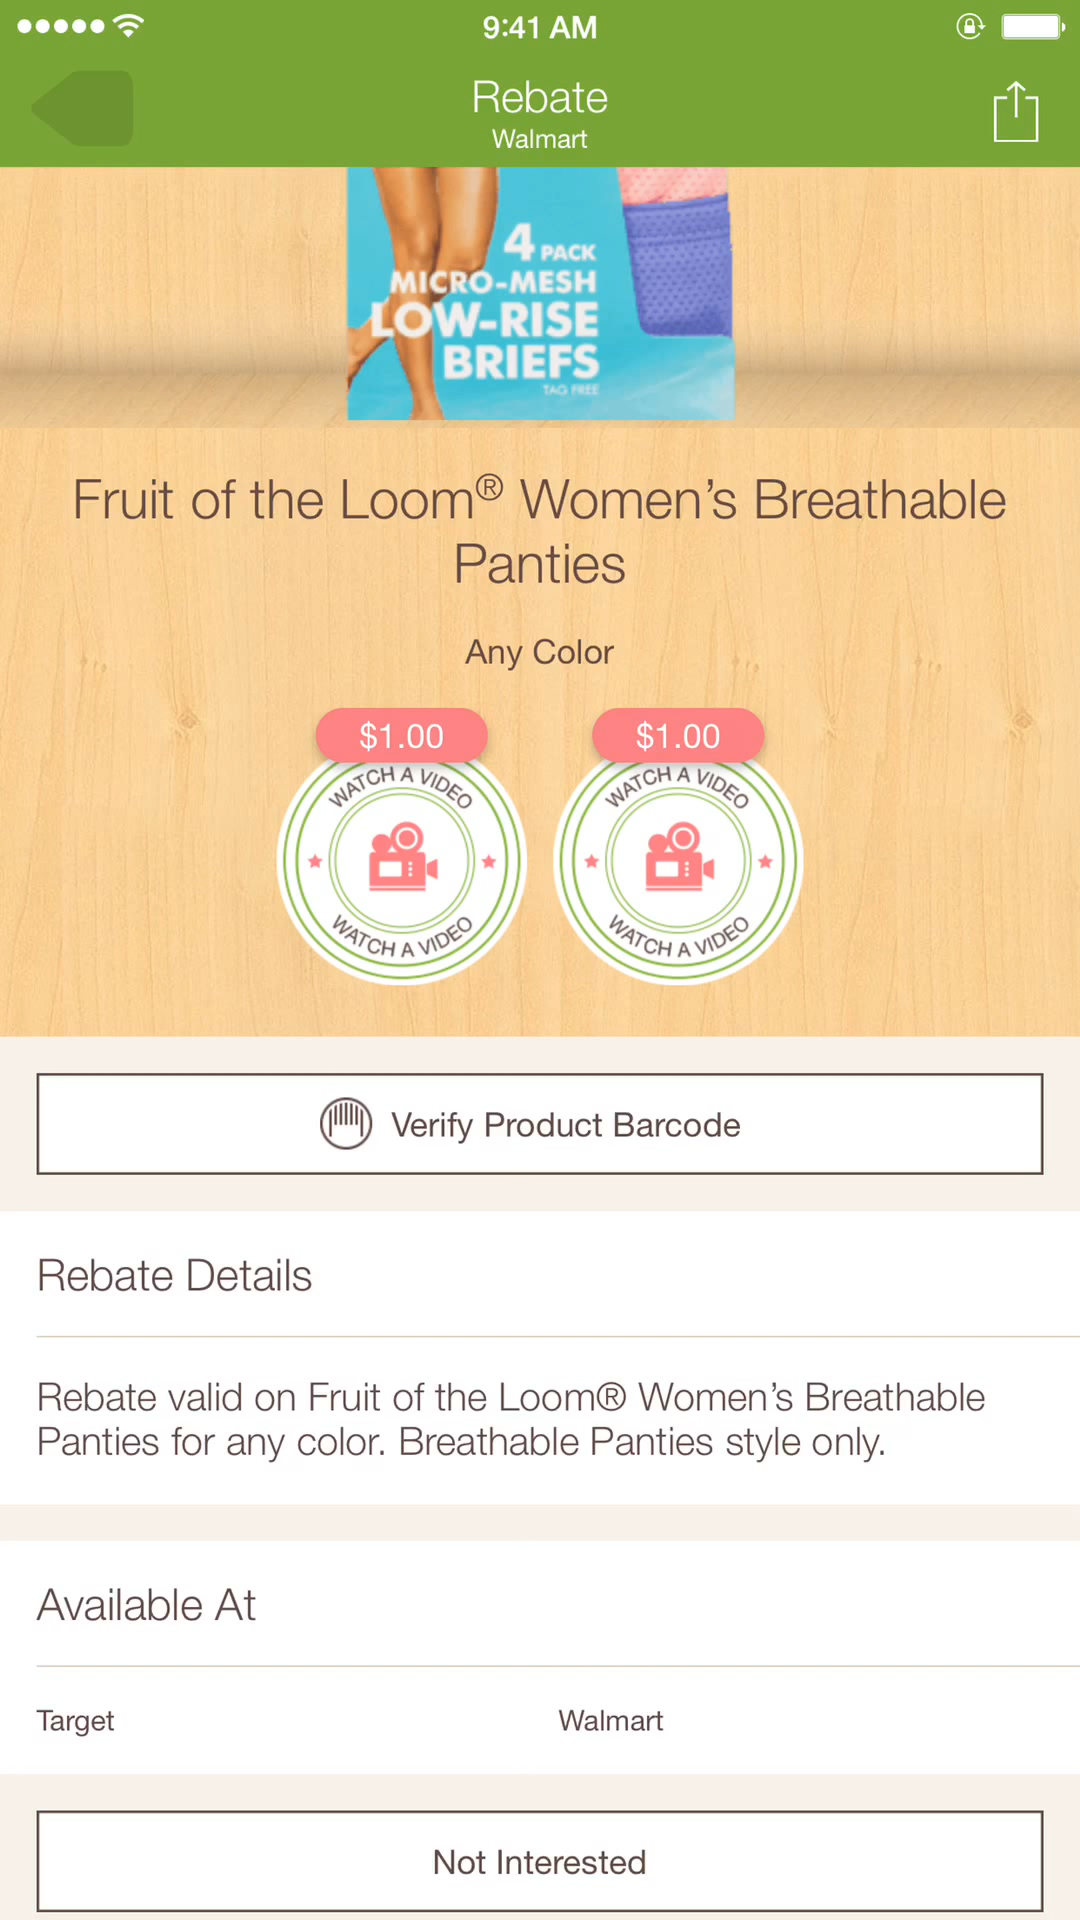 9:41 AM
Rebate
Walmart
4 PACK
MICRO-MESH
LOW-RISE
BRIEFS
TAG FREE
Fruit of the Loom® Women’s Breathable
Panties
Any Color
$1.00
$1.00
WATCH A VIDEO
WATCH A VIDEO
WATCH A VIDEO
WATCH A VIDEO
Verify Product Barcode
Rebate Details
Rebate valid on Fruit of the Loom® Women’s Breathable
Panties for any color. Breathable Panties style only.
Available At
Target
Walmart
Not Interested